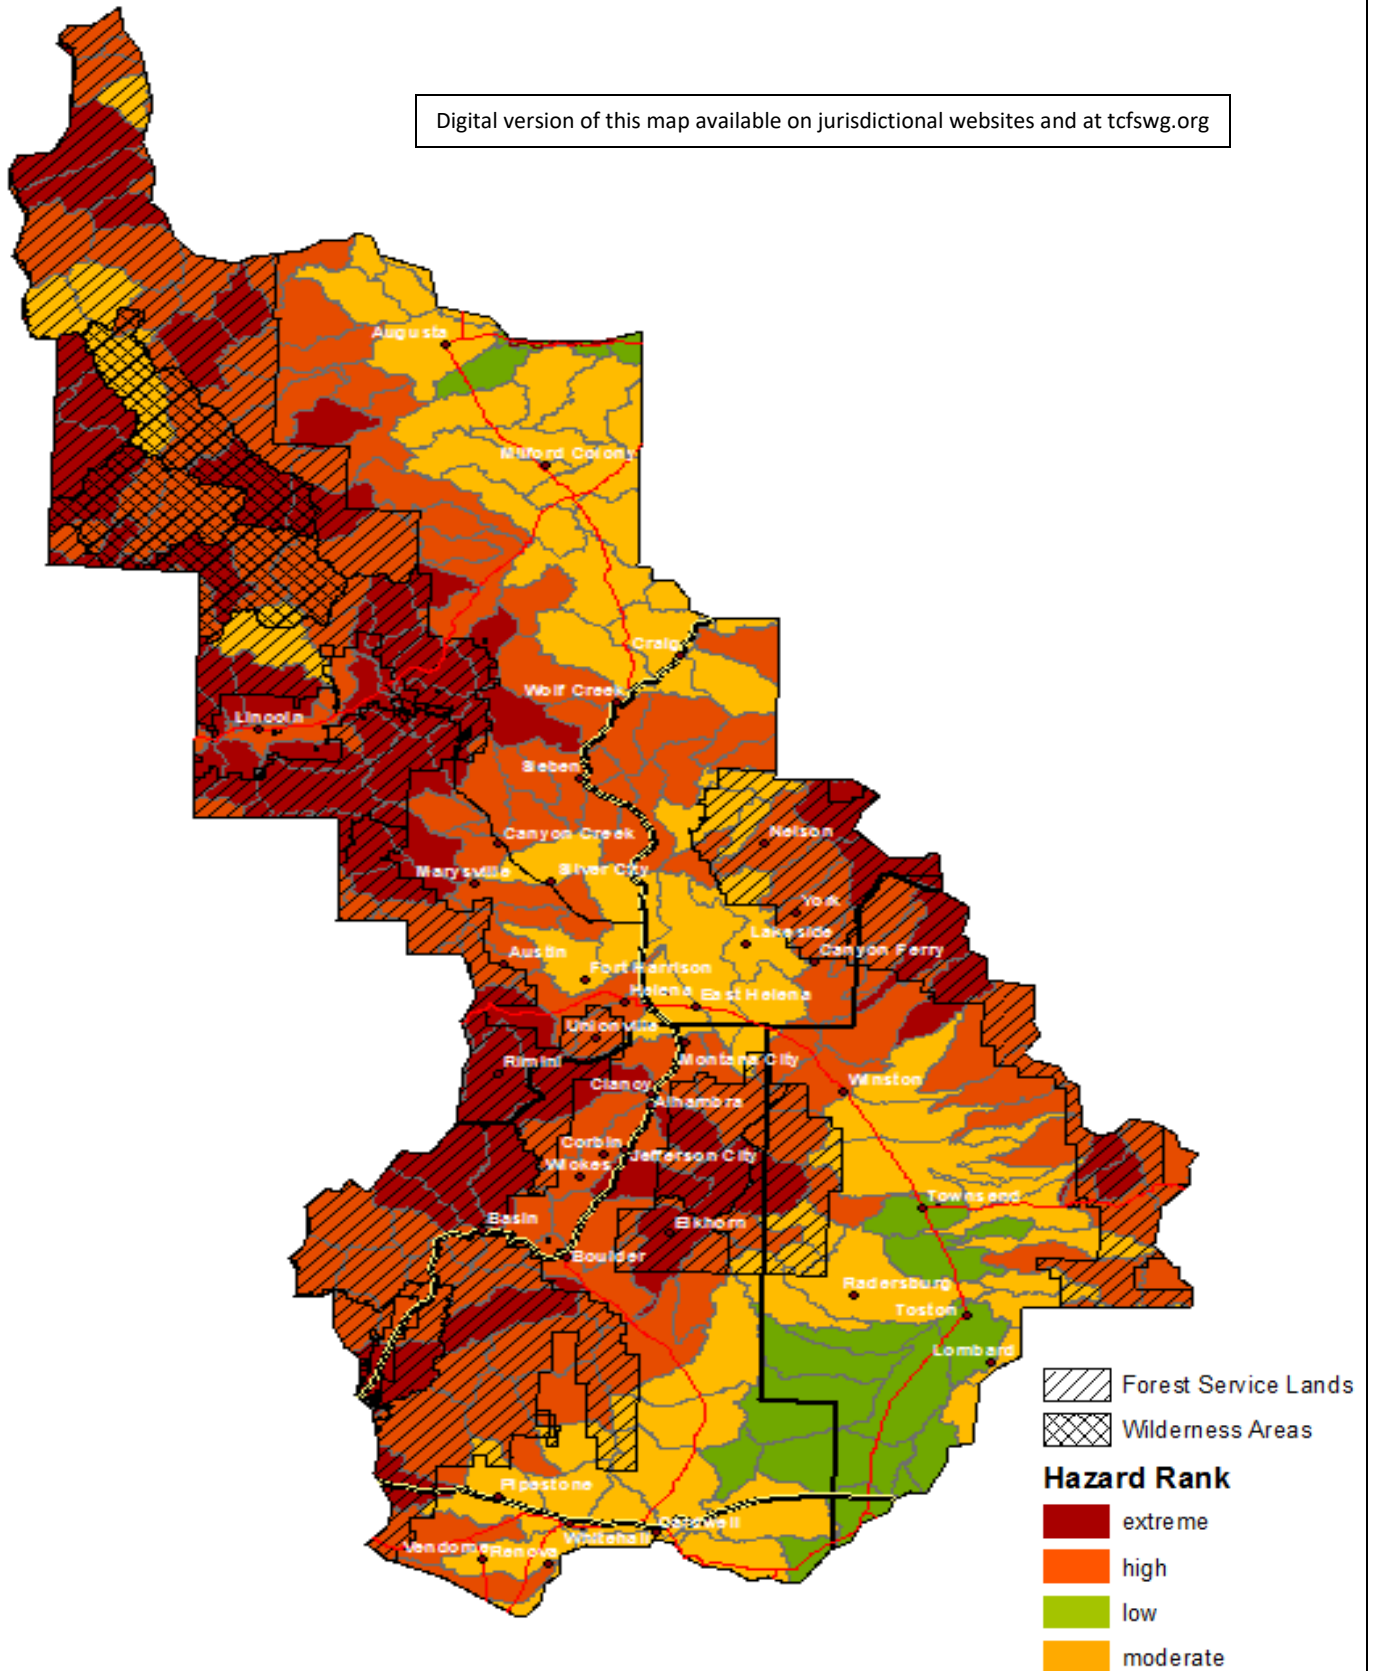 Digital version of this map available on jurisdictional websites and at tcfswg.org
Augusta
Milford Colony
Craig
Wolf Creek
Lincoln
Sieben
Nelson
Canyon Creek
Marysville
Silver City
York
Lakeside
Austin
Canyon Ferry
Fort Harrison
Helena
East Helena
Unionville
Rimini
Montana City
Clancy
Winston
Alhambra
Corbin
Jefferson City
Wickes
Townsend
Basin
Elkhorn
Boulder
Radersburg
Toston
Lombard
Pipestone
Cardwell
Whitehall
Vendome
Renova
Forest Service Lands
Wilderness Areas
Hazard Rank
extreme
high
low
moderate